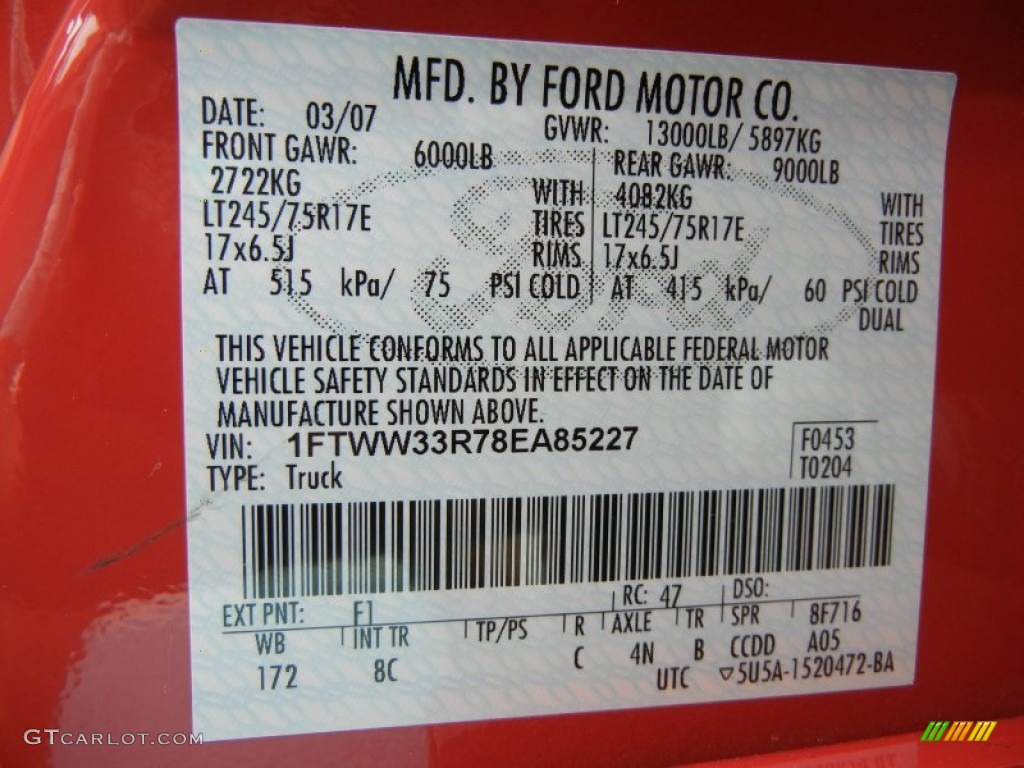 MFD. BY FORD MOTOR CO.
DATE: 03/07 GVWR: 13000LB/ 5897KG
FRONT GAWR: 6000LB REAR GAWR: 9000LB
2722KG WITH 4082KG WITH
LT245/75R17E TIRES LT245/75R17E TIRES
17x6.5J RIMS 17x6.5J RIMS
AT 515 kPa/ 75 PSI COLD AT 415 kPa/ 60 PSI COLD
DUAL
THIS VEHICLE CONFORMS TO ALL APPLICABLE FEDERAL MOTOR
VEHICLE SAFETY STANDARDS IN EFFECT ON THE DATE OF
MANUFACTURE SHOWN ABOVE.
VIN: 1FTWW33R78EA85227 F0453
TYPE: Truck T0204
EXT PNT: F1 RC: 47 DSO:
WB INT TR TP/PS R AXLE TR SPR 8F716
172 8C C 4N B CCDD A05
UTC ▽5U5A-1520472-BA
Ford
GTCARLOT.COM